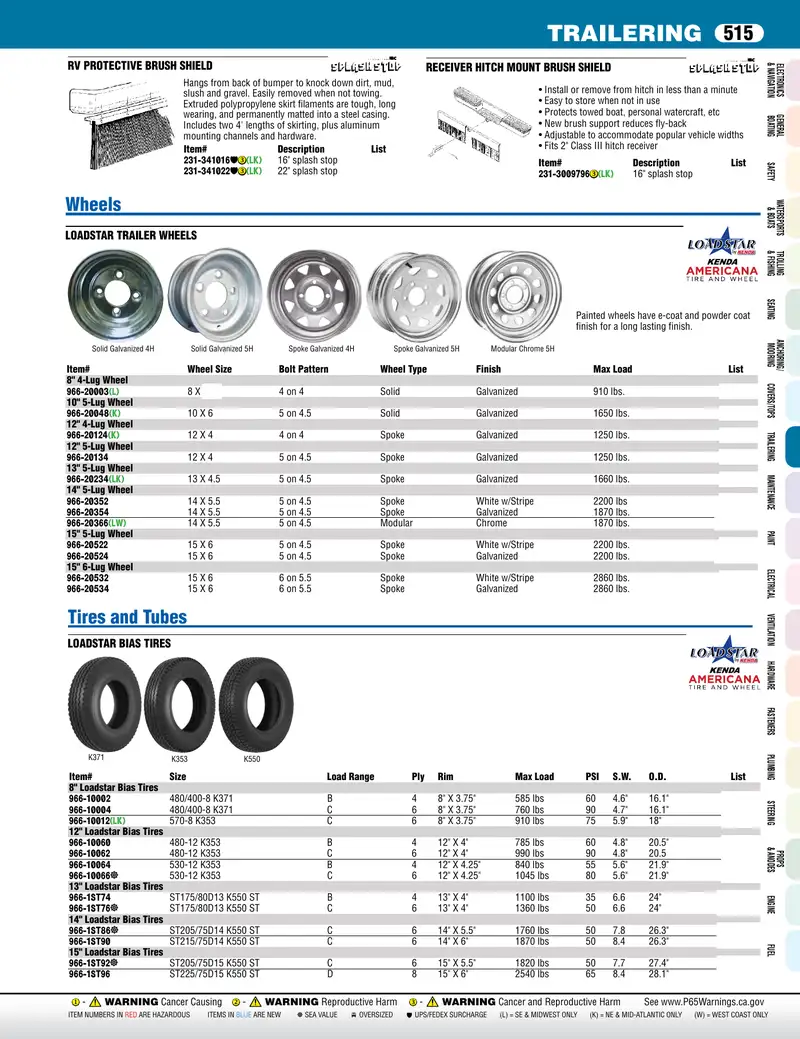 TRAILERING 515
RV PROTECTIVE BRUSH SHIELD
SPLASH STOP INC
Hangs from back of bumper to knock down dirt, mud,
slush and gravel. Easily removed when not towing.
Extruded polypropylene skirt filaments are tough, long
wearing, and permanently matted into a steel casing.
Includes two 4' lengths of skirting, plus aluminum
mounting channels and hardware.
Item# Description List
231-341016 3 (LK) 16" splash stop
231-341022 3 (LK) 22" splash stop
RECEIVER HITCH MOUNT BRUSH SHIELD
SPLASH STOP INC
• Install or remove from hitch in less than a minute
• Easy to store when not in use
• Protects towed boat, personal watercraft, etc
• New brush support reduces fly-back
• Adjustable to accommodate popular vehicle widths
• Fits 2" Class III hitch receiver
Item# Description List
231-3009796 3 (LK) 16" splash stop
Wheels
LOADSTAR TRAILER WHEELS
LOADSTAR
by KENDA
KENDA
AMERICANA
TIRE AND WHEEL
Painted wheels have e-coat and powder coat
finish for a long lasting finish.
Solid Galvanized 4H Solid Galvanized 5H Spoke Galvanized 4H Spoke Galvanized 5H Modular Chrome 5H
Item# Wheel Size Bolt Pattern Wheel Type Finish Max Load List
8" 4-Lug Wheel
966-20003(L) 8 X 4 on 4 Solid Galvanized 910 lbs.
10" 5-Lug Wheel
966-20048(K) 10 X 6 5 on 4.5 Solid Galvanized 1650 lbs.
12" 4-Lug Wheel
966-20124(K) 12 X 4 4 on 4 Spoke Galvanized 1250 lbs.
12" 5-Lug Wheel
966-20134 12 X 4 5 on 4.5 Spoke Galvanized 1250 lbs.
13" 5-Lug Wheel
966-20234(LK) 13 X 4.5 5 on 4.5 Spoke Galvanized 1660 lbs.
14" 5-Lug Wheel
966-20352 14 X 5.5 5 on 4.5 Spoke White w/Stripe 2200 lbs
966-20354 14 X 5.5 5 on 4.5 Spoke Galvanized 1870 lbs.
966-20366(LW) 14 X 5.5 5 on 4.5 Modular Chrome 1870 lbs.
15" 5-Lug Wheel
966-20522 15 X 6 5 on 4.5 Spoke White w/Stripe 2200 lbs.
966-20524 15 X 6 5 on 4.5 Spoke Galvanized 2200 lbs.
15" 6-Lug Wheel
966-20532 15 X 6 6 on 5.5 Spoke White w/Stripe 2860 lbs.
966-20534 15 X 6 6 on 5.5 Spoke Galvanized 2860 lbs.
Tires and Tubes
LOADSTAR BIAS TIRES
LOADSTAR
by KENDA
KENDA
AMERICANA
TIRE AND WHEEL
K371 K353 K550
Item# Size Load Range Ply Rim Max Load PSI S.W. O.D. List
8" Loadstar Bias Tires
966-10002 480/400-8 K371 B 4 8" X 3.75" 585 lbs 60 4.6" 16.1"
966-10004 480/400-8 K371 C 6 8" X 3.75" 760 lbs 90 4.7" 16.1"
966-10012(LK) 570-8 K353 C 6 8" X 3.75" 910 lbs 75 5.9" 18"
12" Loadstar Bias Tires
966-10060 480-12 K353 B 4 12" X 4" 785 lbs 60 4.8" 20.5"
966-10062 480-12 K353 C 6 12" X 4" 990 lbs 90 4.8" 20.5
966-10064 530-12 K353 B 4 12" X 4.25" 840 lbs 55 5.6" 21.9"
966-10066 530-12 K353 C 6 12" X 4.25" 1045 lbs 80 5.6" 21.9"
13" Loadstar Bias Tires
966-1ST74 ST175/80D13 K550 ST B 4 13" X 4" 1100 lbs 35 6.6 24"
966-1ST76 ST175/80D13 K550 ST C 6 13" X 4" 1360 lbs 50 6.6 24"
14" Loadstar Bias Tires
966-1ST86 ST205/75D14 K550 ST C 6 14" X 5.5" 1760 lbs 50 7.8 26.3"
966-1ST90 ST215/75D14 K550 ST C 6 14" X 6" 1870 lbs 50 8.4 26.3"
15" Loadstar Bias Tires
966-1ST92 ST205/75D15 K550 ST C 6 15" X 5.5" 1820 lbs 50 7.7 27.4"
966-1ST96 ST225/75D15 K550 ST D 8 15" X 6" 2540 lbs 65 8.4 28.1"
1 - WARNING Cancer Causing 2 - WARNING Reproductive Harm 3 - WARNING Cancer and Reproductive Harm See www.P65Warnings.ca.gov
ITEM NUMBERS IN RED ARE HAZARDOUS ITEMS IN BLUE ARE NEW SEA VALUE OVERSIZED UPS/FEDEX SURCHARGE (L) = SE & MIDWEST ONLY (K) = NE & MID-ATLANTIC ONLY (W) = WEST COAST ONLY
ELECTRONICS
& NAVIGATION
GENERAL
BOATING
SAFETY
WATERSPORTS
& BOATS
TROLLING
& FISHING
SEATING
ANCHORING/
MOORING
COVERS/TOPS
TRAILERING
MAINTENANCE
PAINT
ELECTRICAL
VENTILATION
HARDWARE
FASTENERS
PLUMBING
STEERING
PROPS
& ANODES
ENGINE
FUEL